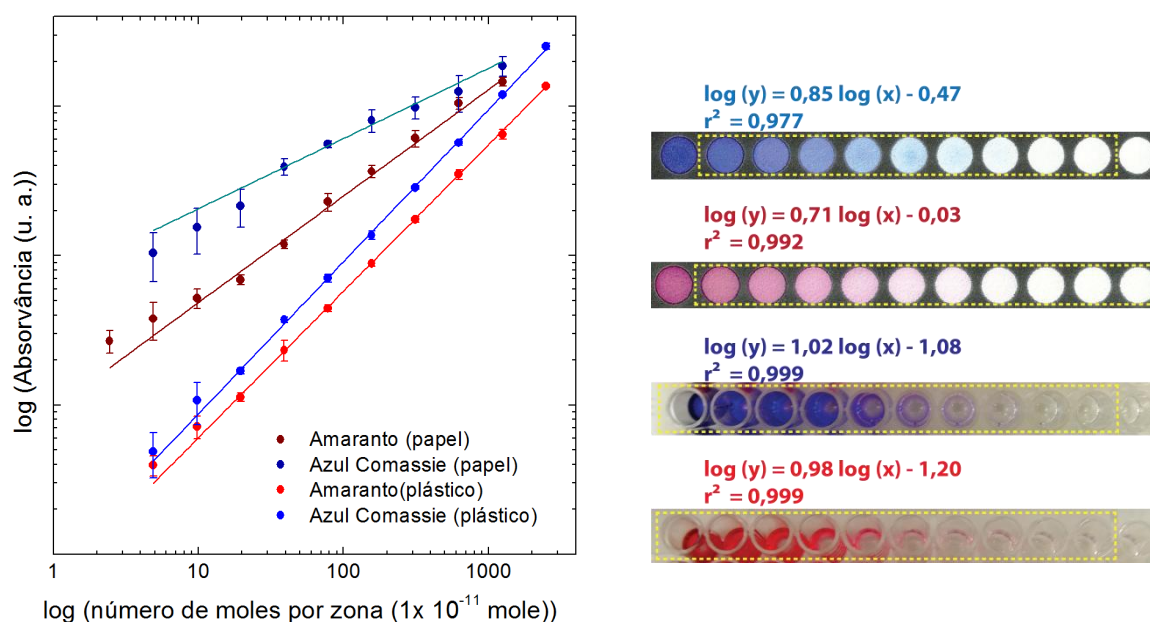 log (Absorvância (u. a.))
Amaranto (papel)
Azul Comassie (papel)
Amaranto(plástico)
Azul Comassie (plástico)
1 10 100 1000
log (número de moles por zona (1x 10⁻¹¹ mole))
log (y) = 0,85 log (x) - 0,47
r² = 0,977
log (y) = 0,71 log (x) - 0,03
r² = 0,992
log (y) = 1,02 log (x) - 1,08
r² = 0,999
log (y) = 0,98 log (x) - 1,20
r² = 0,999